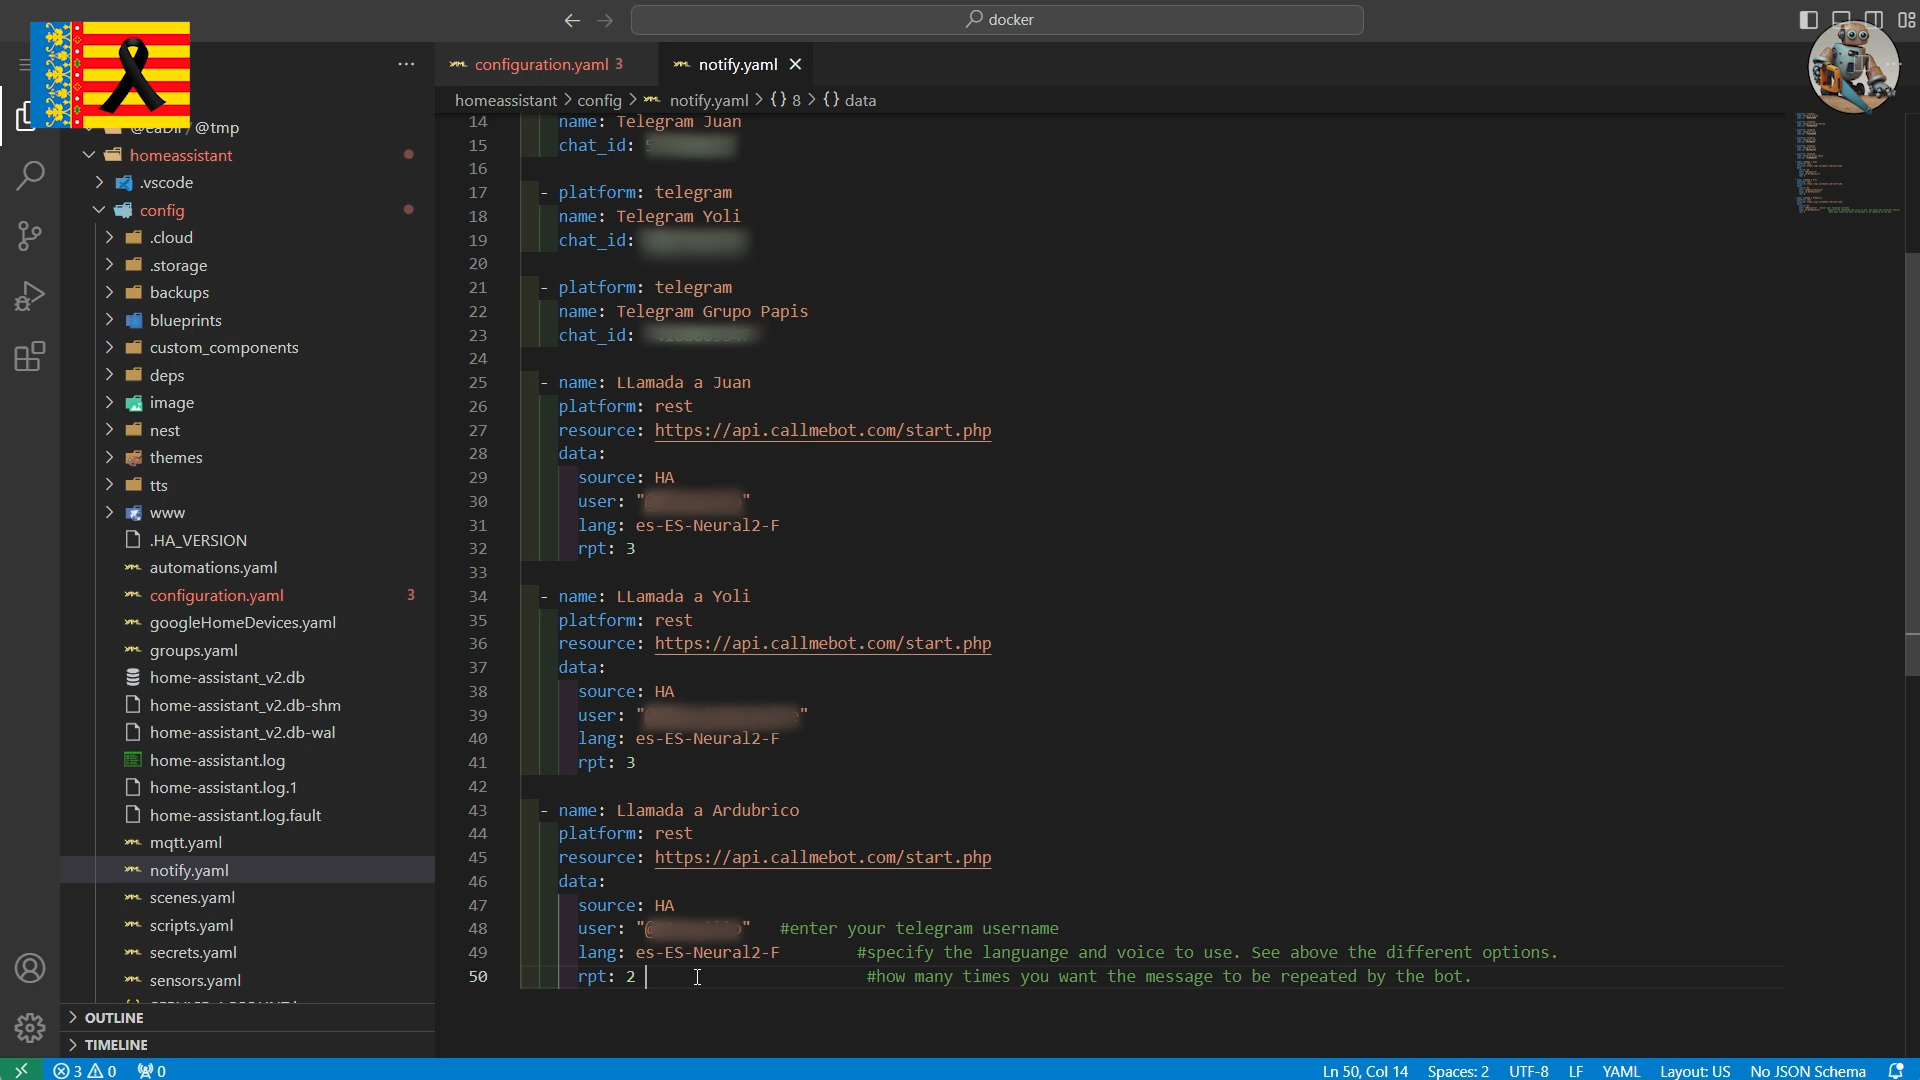 docker
configuration.yaml 3
notify.yaml
homeassistant > config > notify.yaml > {} 8 > {} data
@eaDir / @tmp
homeassistant
.vscode
config
.cloud
.storage
backups
blueprints
custom_components
deps
image
nest
themes
tts
www
.HA_VERSION
automations.yaml
configuration.yaml 3
googleHomeDevices.yaml
groups.yaml
home-assistant_v2.db
home-assistant_v2.db-shm
home-assistant_v2.db-wal
home-assistant.log
home-assistant.log.1
home-assistant.log.fault
mqtt.yaml
notify.yaml
scenes.yaml
scripts.yaml
secrets.yaml
sensors.yaml
OUTLINE
TIMELINE
14 name: Telegram Juan
15 chat_id:
16
17 - platform: telegram
18 name: Telegram Yoli
19 chat_id:
20
21 - platform: telegram
22 name: Telegram Grupo Papis
23 chat_id:
24
25 - name: LLamada a Juan
26 platform: rest
27 resource: https://api.callmebot.com/start.php
28 data:
29 source: HA
30 user: " "
31 lang: es-ES-Neural2-F
32 rpt: 3
33
34 - name: LLamada a Yoli
35 platform: rest
36 resource: https://api.callmebot.com/start.php
37 data:
38 source: HA
39 user: " "
40 lang: es-ES-Neural2-F
41 rpt: 3
42
43 - name: Llamada a Ardubrico
44 platform: rest
45 resource: https://api.callmebot.com/start.php
46 data:
47 source: HA
48 user: "@ " #enter your telegram username
49 lang: es-ES-Neural2-F #specify the languange and voice to use. See above the different options.
50 rpt: 2 #how many times you want the message to be repeated by the bot.
3 0 0 Ln 50, Col 14 Spaces: 2 UTF-8 LF YAML Layout: US No JSON Schema